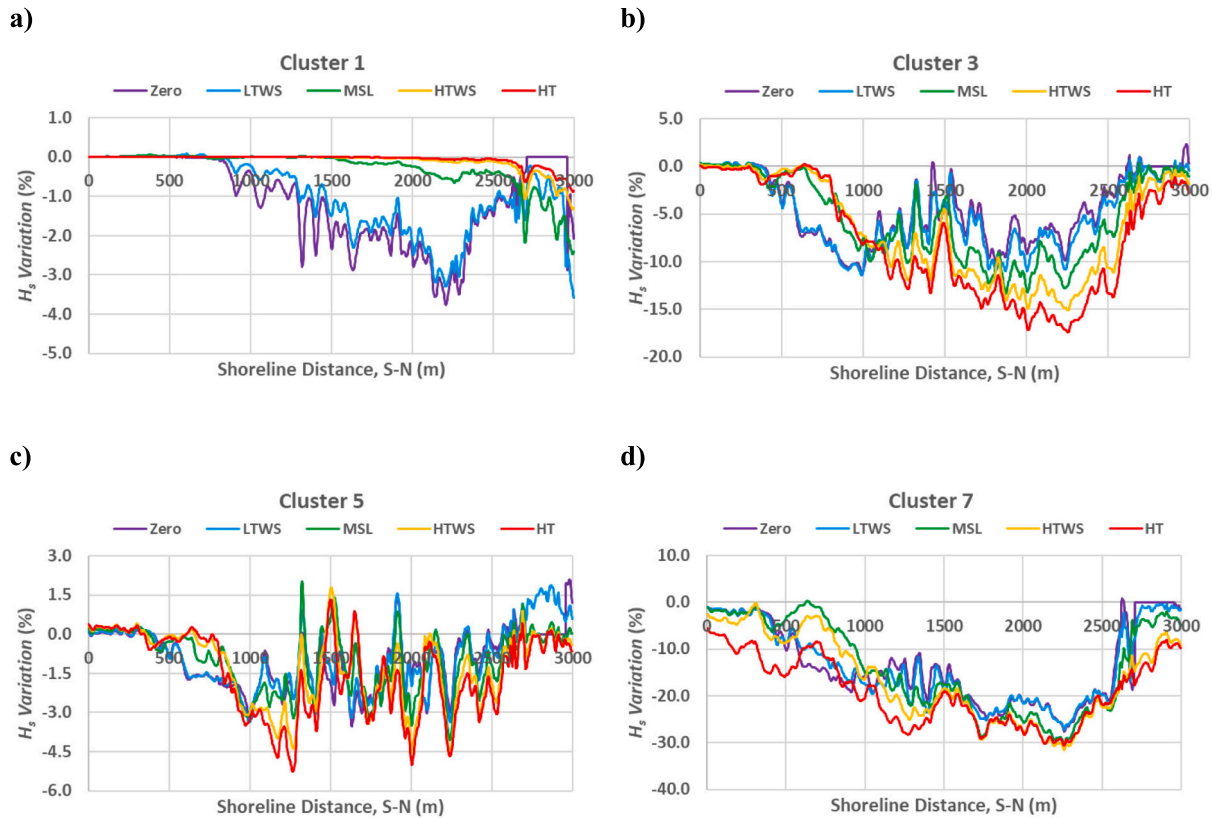 a)
Cluster 1
Zero LTWS MSL HTWS HT
1.0
0.0
-1.0
-2.0
-3.0
-4.0
-5.0
0 500 1000 1500 2000 2500 3000
Hs Variation (%)
Shoreline Distance, S-N (m)
b)
Cluster 3
Zero LTWS MSL HTWS HT
5.0
0.0
-5.0
-10.0
-15.0
-20.0
0 500 1000 1500 2000 2500 3000
Hs Variation (%)
Shoreline Distance, S-N (m)
c)
Cluster 5
Zero LTWS MSL HTWS HT
3.0
1.5
0.0
-1.5
-3.0
-4.5
-6.0
0 500 1000 1500 2000 2500 3000
Hs Variation (%)
Shoreline Distance, S-N (m)
d)
Cluster 7
Zero LTWS MSL HTWS HT
10.0
0.0
-10.0
-20.0
-30.0
-40.0
0 500 1000 1500 2000 2500 3000
Hs Variation (%)
Shoreline Distance, S-N (m)